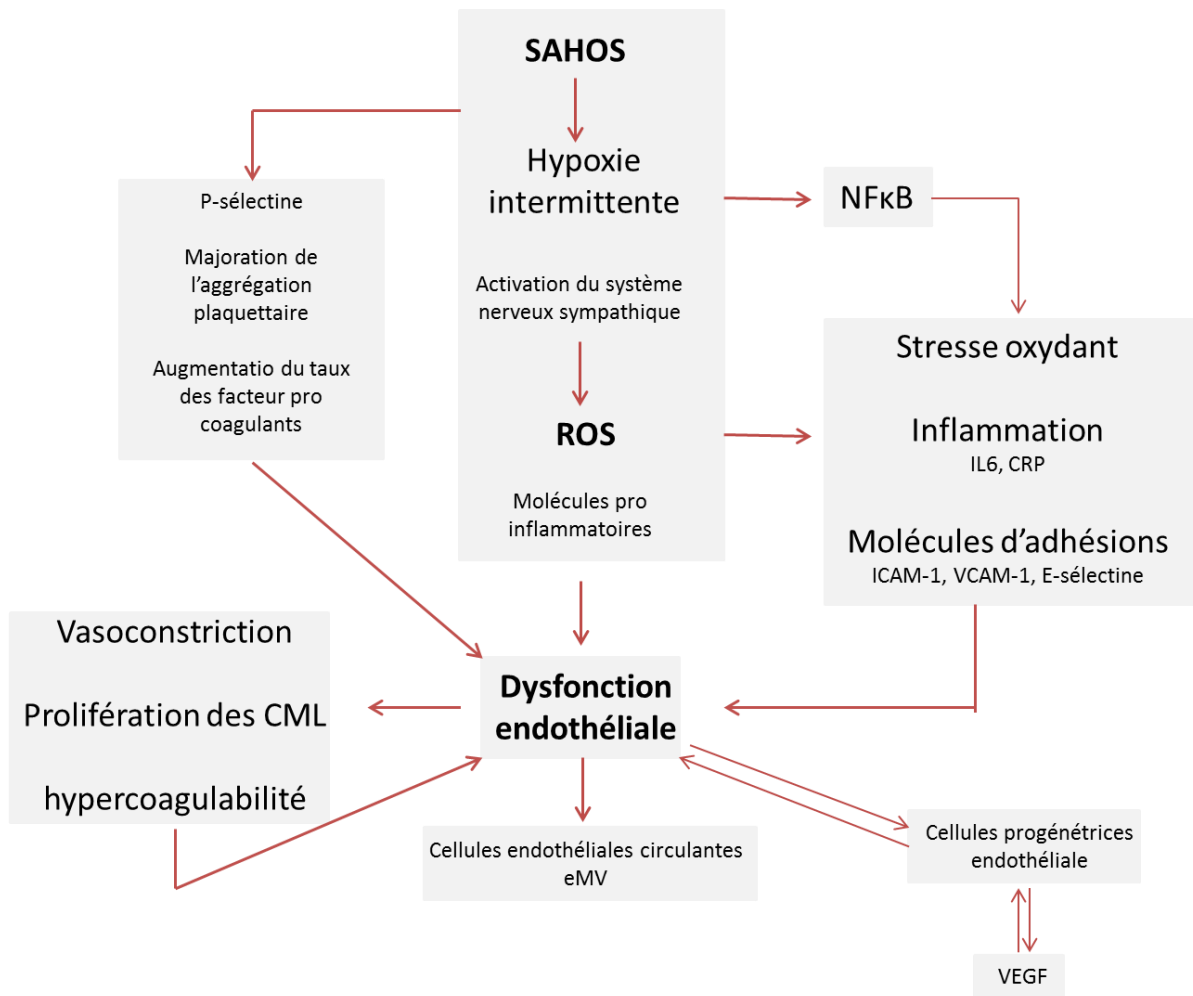 SAHOS
Hypoxie
intermittente
Activation du système
nerveux sympathique
ROS
Molécules pro
inflammatoires
P-sélectine
Majoration de
l’aggrégation
plaquettaire
Augmentatio du taux
des facteur pro
coagulants
NFκB
Stresse oxydant
Inflammation
IL6, CRP
Molécules d’adhésions
ICAM-1, VCAM-1, E-sélectine
Vasoconstriction
Prolifération des CML
hypercoagulabilité
Dysfonction
endothéliale
Cellules endothéliales circulantes
eMV
Cellules progénétrices
endothéliale
VEGF